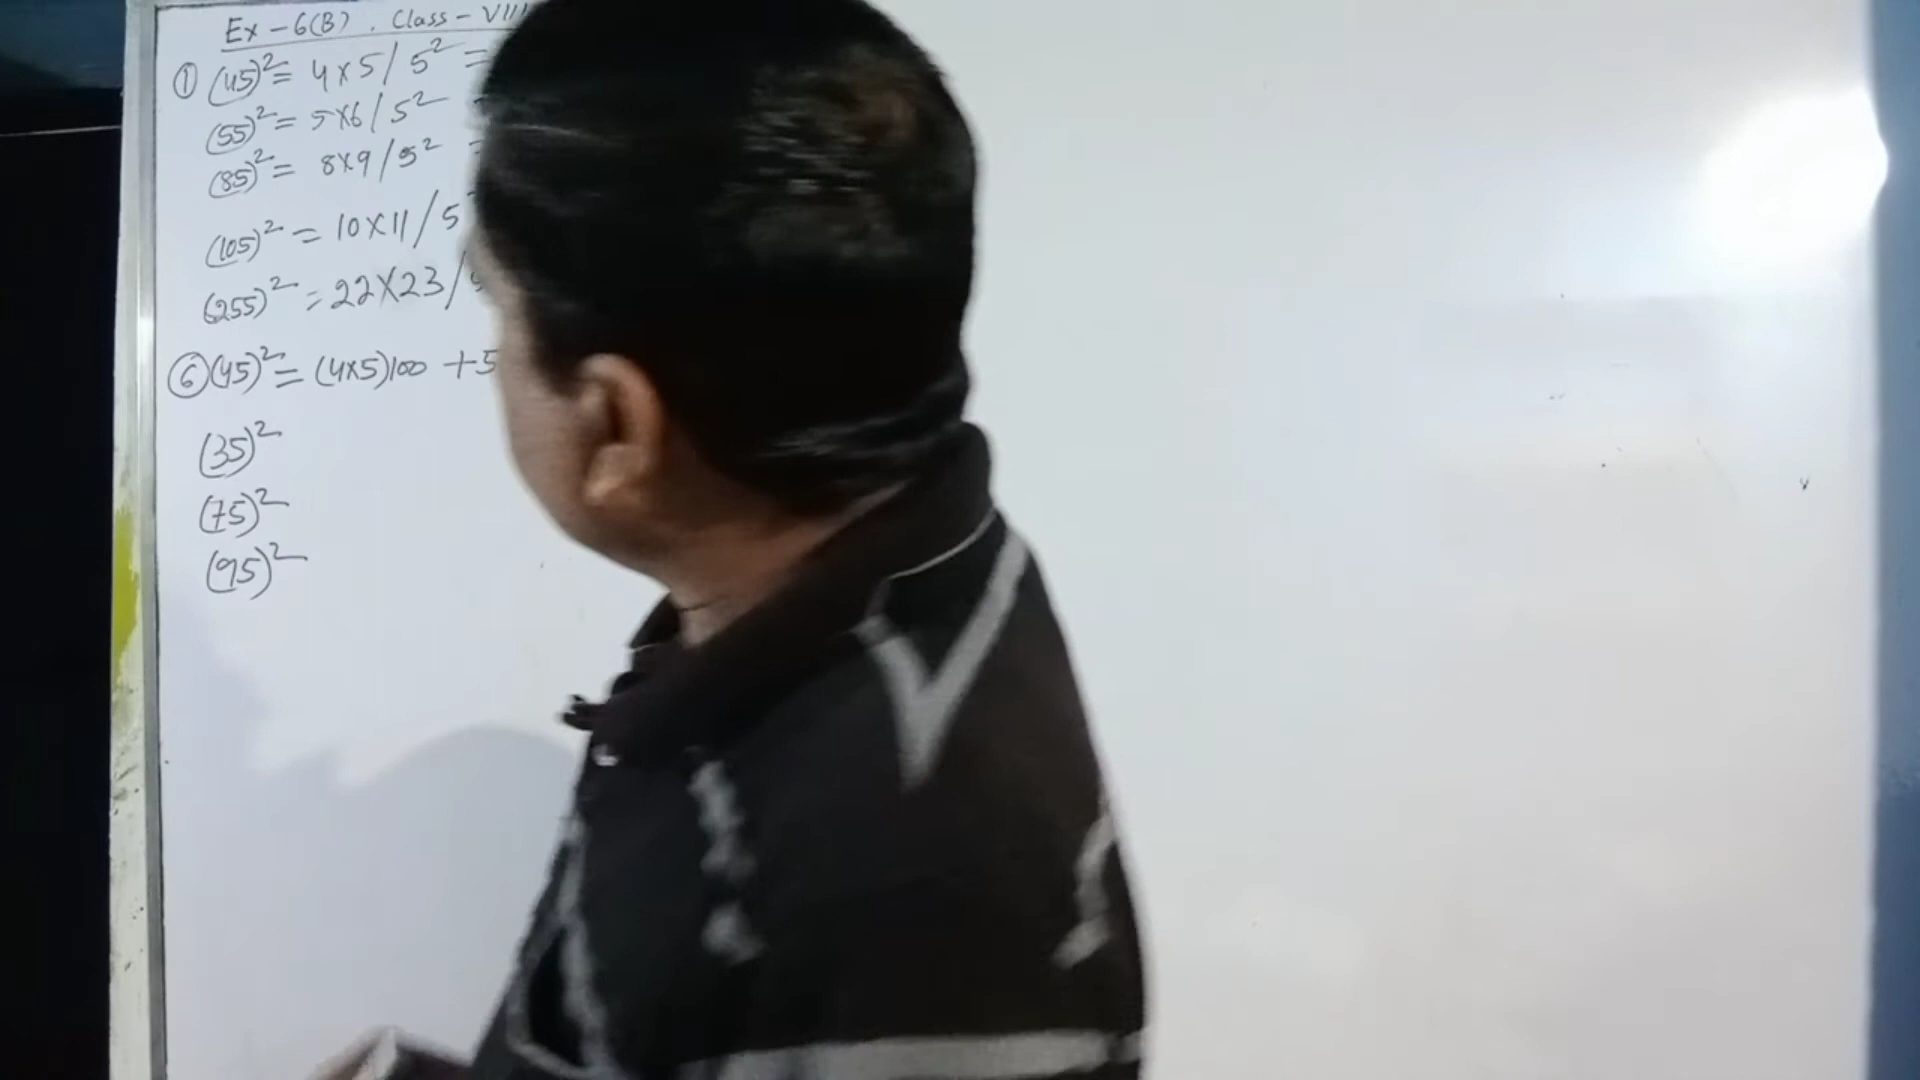 Ex - 6(B). Class - VIII
① (45)² = 4×5/5² =
(55)² = 5×6/5²
(85)² = 8×9/5² =
(105)² = 10×11/5
(255)² = 22×23/5
⑥ (45)² = (4×5)100 + 5
(35)²
(75)²
(95)²